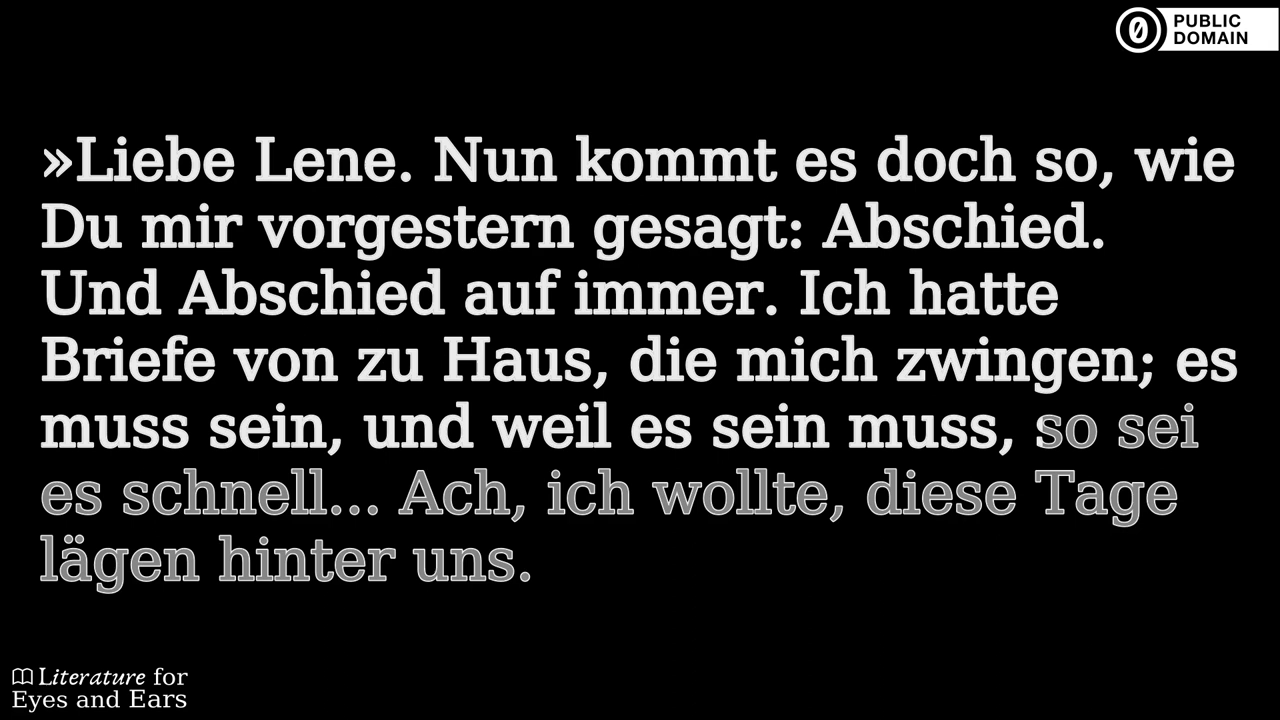 PUBLIC
DOMAIN
»Liebe Lene. Nun kommt es doch so, wie
Du mir vorgestern gesagt: Abschied.
Und Abschied auf immer. Ich hatte
Briefe von zu Haus, die mich zwingen; es
muss sein, und weil es sein muss, so sei
es schnell... Ach, ich wollte, diese Tage
lägen hinter uns.
Literature for
Eyes and Ears